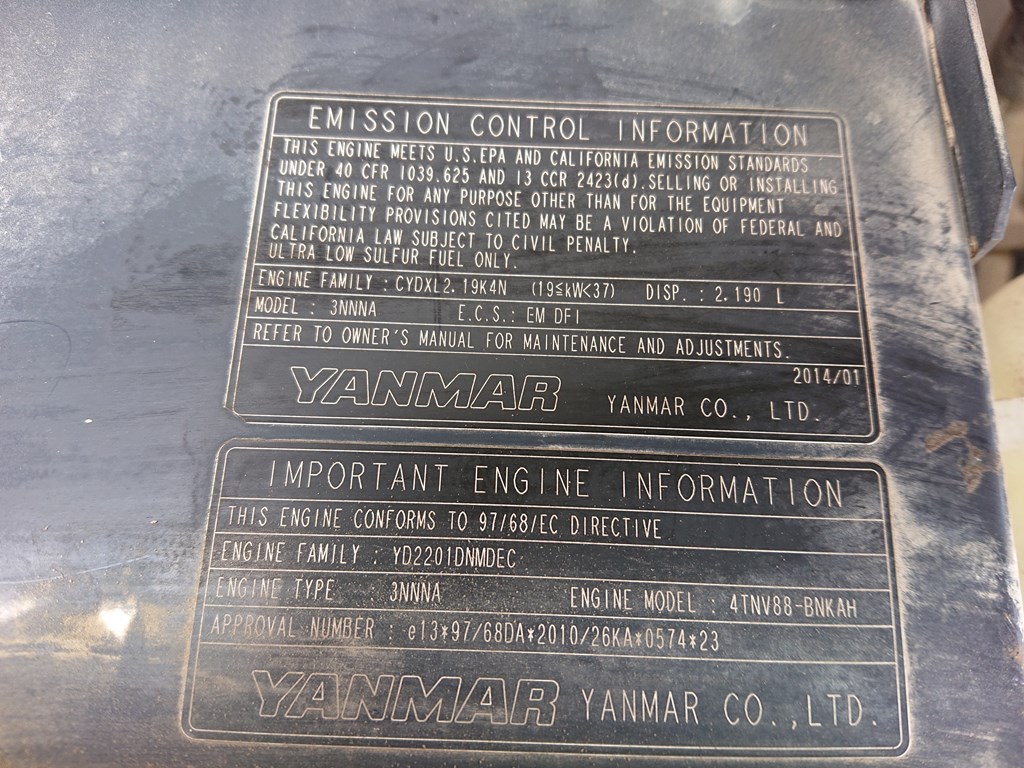 EMISSION CONTROL INFORMATION
THIS ENGINE MEETS U.S.EPA AND CALIFORNIA EMISSION STANDARDS
UNDER 40 CFR 1039.625 AND 13 CCR 2423(d).SELLING OR INSTALLING
THIS ENGINE FOR ANY PURPOSE OTHER THAN FOR THE EQUIPMENT
FLEXIBILITY PROVISIONS CITED MAY BE A VIOLATION OF FEDERAL AND
CALIFORNIA LAW SUBJECT TO CIVIL PENALTY.
ULTRA LOW SULFUR FUEL ONLY.
ENGINE FAMILY : CYDXL2.19K4N (19≦kW<37) DISP. : 2.190 L
MODEL : 3NNNA E.C.S.: EM DFI
REFER TO OWNER'S MANUAL FOR MAINTENANCE AND ADJUSTMENTS.
2014/01
YANMAR YANMAR CO., LTD.
IMPORTANT ENGINE INFORMATION
THIS ENGINE CONFORMS TO 97/68/EC DIRECTIVE
ENGINE FAMILY : YD2201DNMDEC
ENGINE TYPE : 3NNNA ENGINE MODEL : 4TNV88-BNKAH
APPROVAL NUMBER : e13*97/68DA*2010/26KA*0574*23
YANMAR YANMAR CO.,LTD.